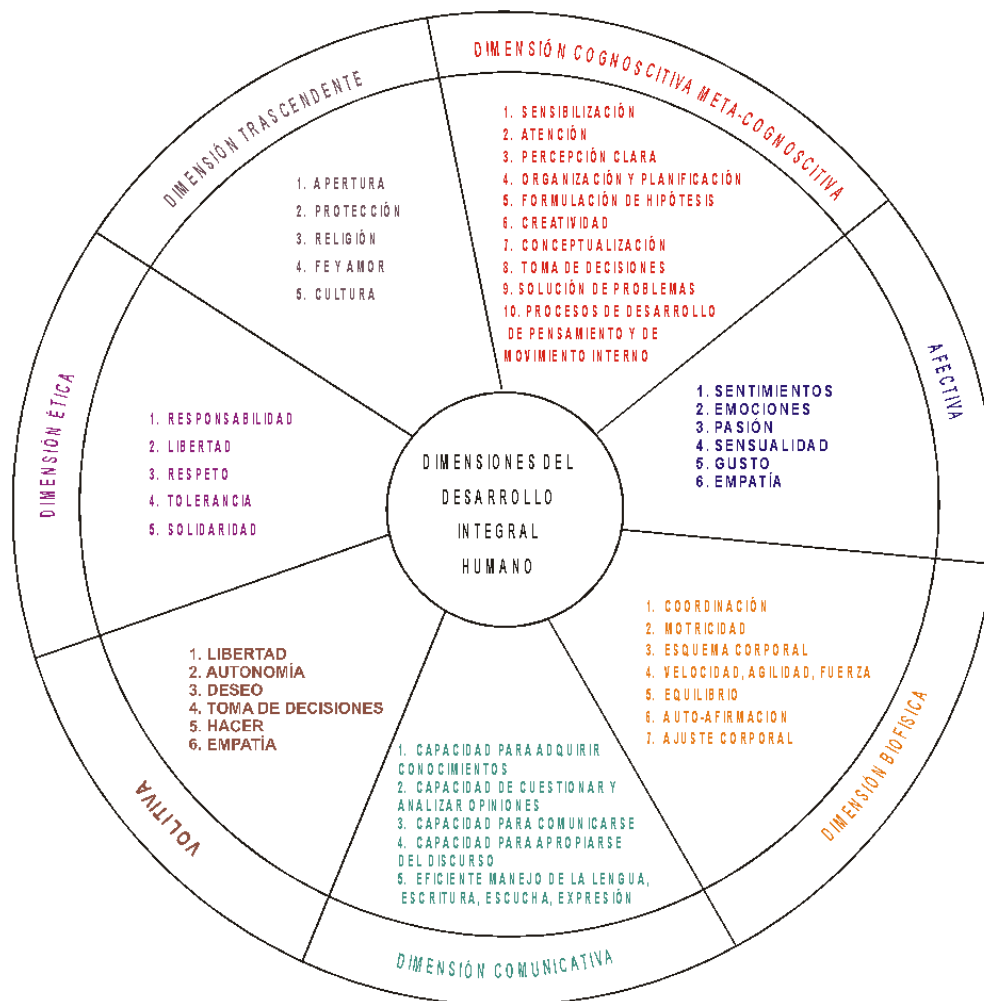 DIMENSIONES DEL
DESARROLLO
INTEGRAL
HUMANO
DIMENSIÓN COGNOSCITIVA META-COGNOSCITIVA
1. SENSIBILIZACIÓN
2. ATENCIÓN
3. PERCEPCIÓN CLARA
4. ORGANIZACIÓN Y PLANIFICACIÓN
5. FORMULACIÓN DE HIPÓTESIS
6. CREATIVIDAD
7. CONCEPTUALIZACIÓN
8. TOMA DE DECISIONES
9. SOLUCIÓN DE PROBLEMAS
10. PROCESOS DE DESARROLLO
DE PENSAMIENTO Y DE
MOVIMIENTO INTERNO
AFECTIVA
1. SENTIMIENTOS
2. EMOCIONES
3. PASIÓN
4. SENSUALIDAD
5. GUSTO
6. EMPATÍA
DIMENSIÓN BIOFISICA
1. COORDINACIÓN
2. MOTRICIDAD
3. ESQUEMA CORPORAL
4. VELOCIDAD, AGILIDAD, FUERZA
5. EQUILIBRIO
6. AUTO-AFIRMACION
7. AJUSTE CORPORAL
DIMENSIÓN COMUNICATIVA
1. CAPACIDAD PARA ADQUIRIR
CONOCIMIENTOS
2. CAPACIDAD DE CUESTIONAR Y
ANALIZAR OPINIONES
3. CAPACIDAD PARA COMUNICARSE
4. CAPACIDAD PARA APROPIARSE
DEL DISCURSO
5. EFICIENTE MANEJO DE LA LENGUA,
ESCRITURA, ESCUCHA, EXPRESIÓN
VOLITIVA
1. LIBERTAD
2. AUTONOMÍA
3. DESEO
4. TOMA DE DECISIONES
5. HACER
6. EMPATÍA
DIMENSIÓN ÉTICA
1. RESPONSABILIDAD
2. LIBERTAD
3. RESPETO
4. TOLERANCIA
5. SOLIDARIDAD
DIMENSIÓN TRASCENDENTE
1. APERTURA
2. PROTECCIÓN
3. RELIGIÓN
4. FE Y AMOR
5. CULTURA